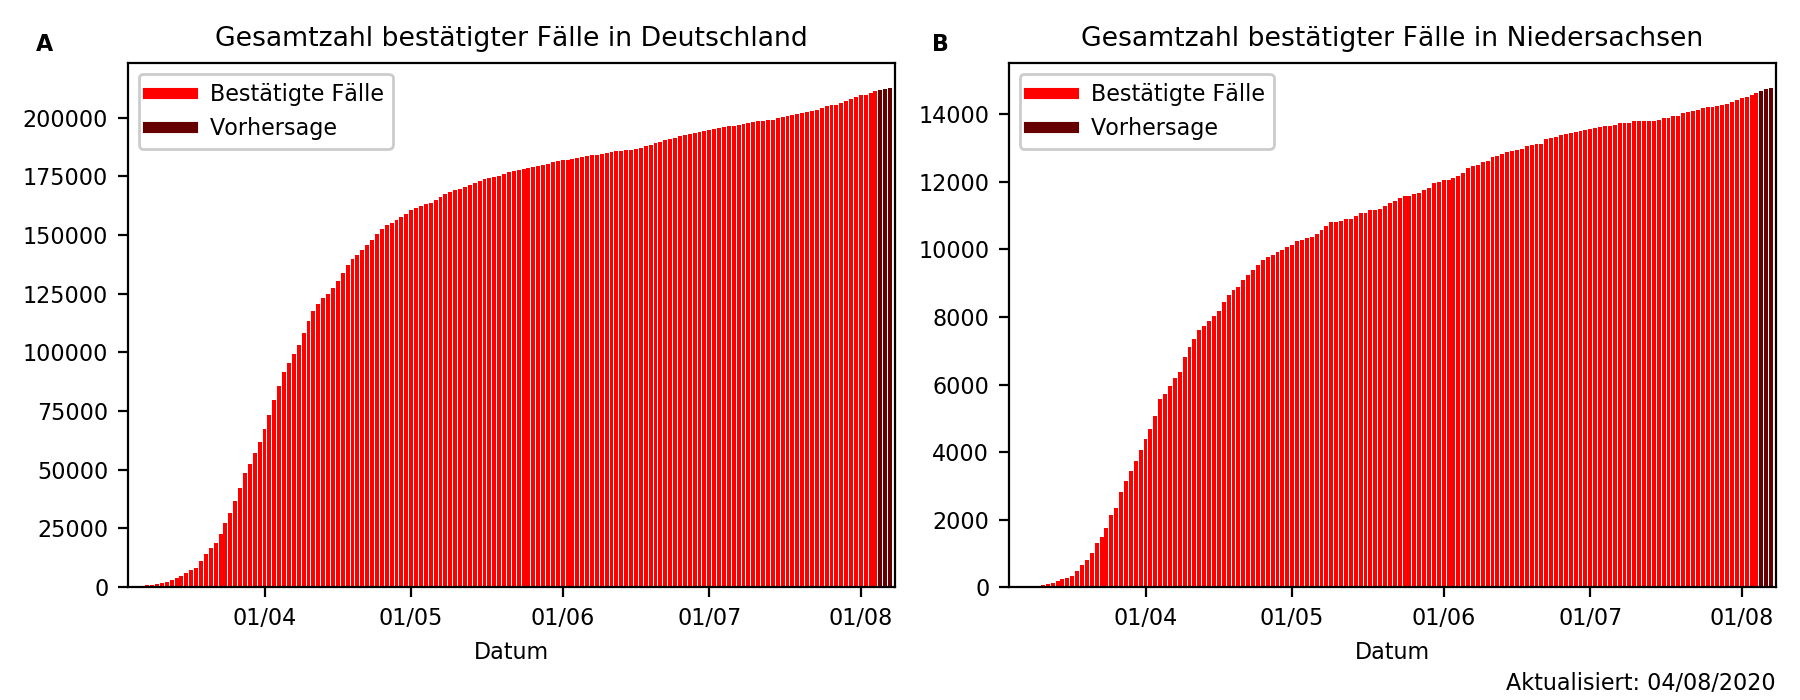 A
Gesamtzahl bestätigter Fälle in Deutschland
Bestätigte Fälle
Vorhersage
200000
175000
150000
125000
100000
75000
50000
25000
0
01/04 01/05 01/06 01/07 01/08
Datum
B
Gesamtzahl bestätigter Fälle in Niedersachsen
Bestätigte Fälle
Vorhersage
14000
12000
10000
8000
6000
4000
2000
0
01/04 01/05 01/06 01/07 01/08
Datum
Aktualisiert: 04/08/2020